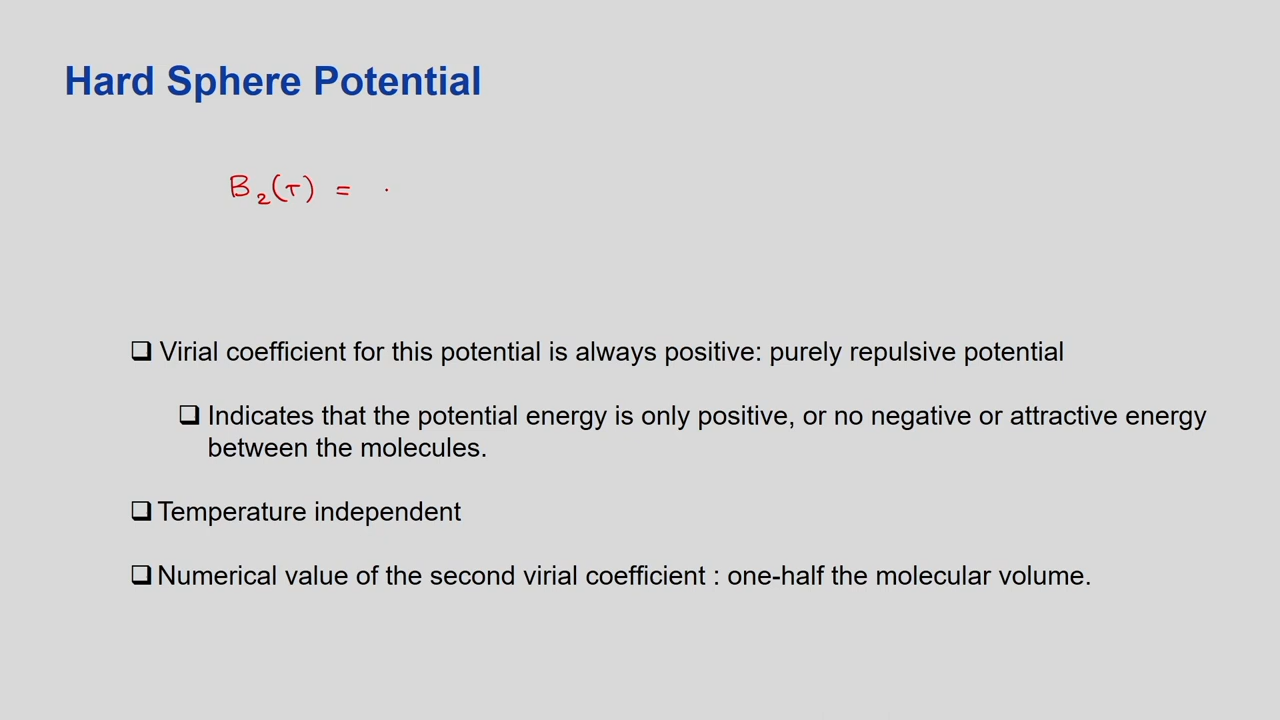 Hard Sphere Potential
B₂(T) =
❑ Virial coefficient for this potential is always positive: purely repulsive potential
❑ Indicates that the potential energy is only positive, or no negative or attractive energy
between the molecules.
❑ Temperature independent
❑ Numerical value of the second virial coefficient : one-half the molecular volume.